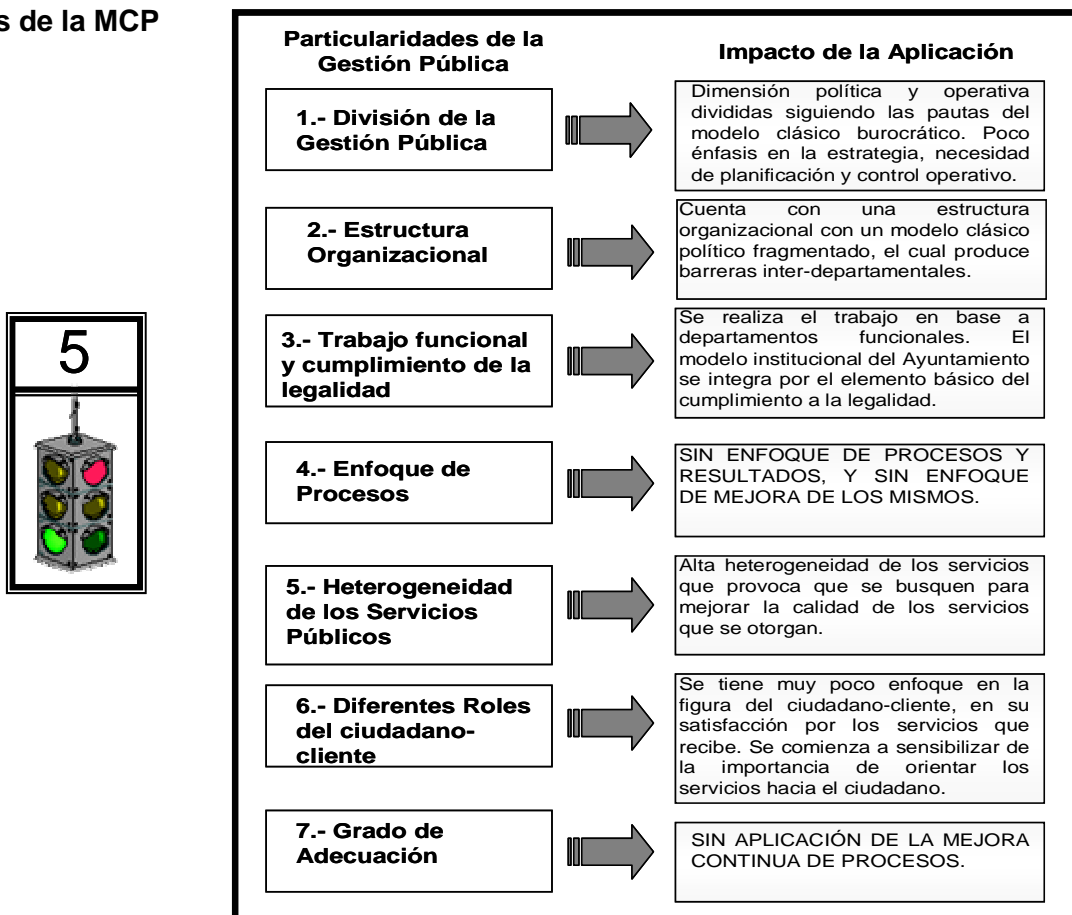 s de la MCP
Particularidades de la
Gestión Pública
Impacto de la Aplicación
1.- División de la
Gestión Pública
Dimensión política y operativa
divididas siguiendo las pautas del
modelo clásico burocrático. Poco
énfasis en la estrategia, necesidad
de planificación y control operativo.
2.- Estructura
Organizacional
Cuenta con una estructura
organizacional con un modelo clásico
político fragmentado, el cual produce
barreras inter-departamentales.
5
3.- Trabajo funcional
y cumplimiento de la
legalidad
Se realiza el trabajo en base a
departamentos funcionales. El
modelo institucional del Ayuntamiento
se integra por el elemento básico del
cumplimiento a la legalidad.
4.- Enfoque de
Procesos
SIN ENFOQUE DE PROCESOS Y
RESULTADOS, Y SIN ENFOQUE
DE MEJORA DE LOS MISMOS.
5.- Heterogeneidad
de los Servicios
Públicos
Alta heterogeneidad de los servicios
que provoca que se busquen para
mejorar la calidad de los servicios
que se otorgan.
6.- Diferentes Roles
del ciudadano-
cliente
Se tiene muy poco enfoque en la
figura del ciudadano-cliente, en su
satisfacción por los servicios que
recibe. Se comienza a sensibilizar de
la importancia de orientar los
servicios hacia el ciudadano.
7.- Grado de
Adecuación
SIN APLICACIÓN DE LA MEJORA
CONTINUA DE PROCESOS.